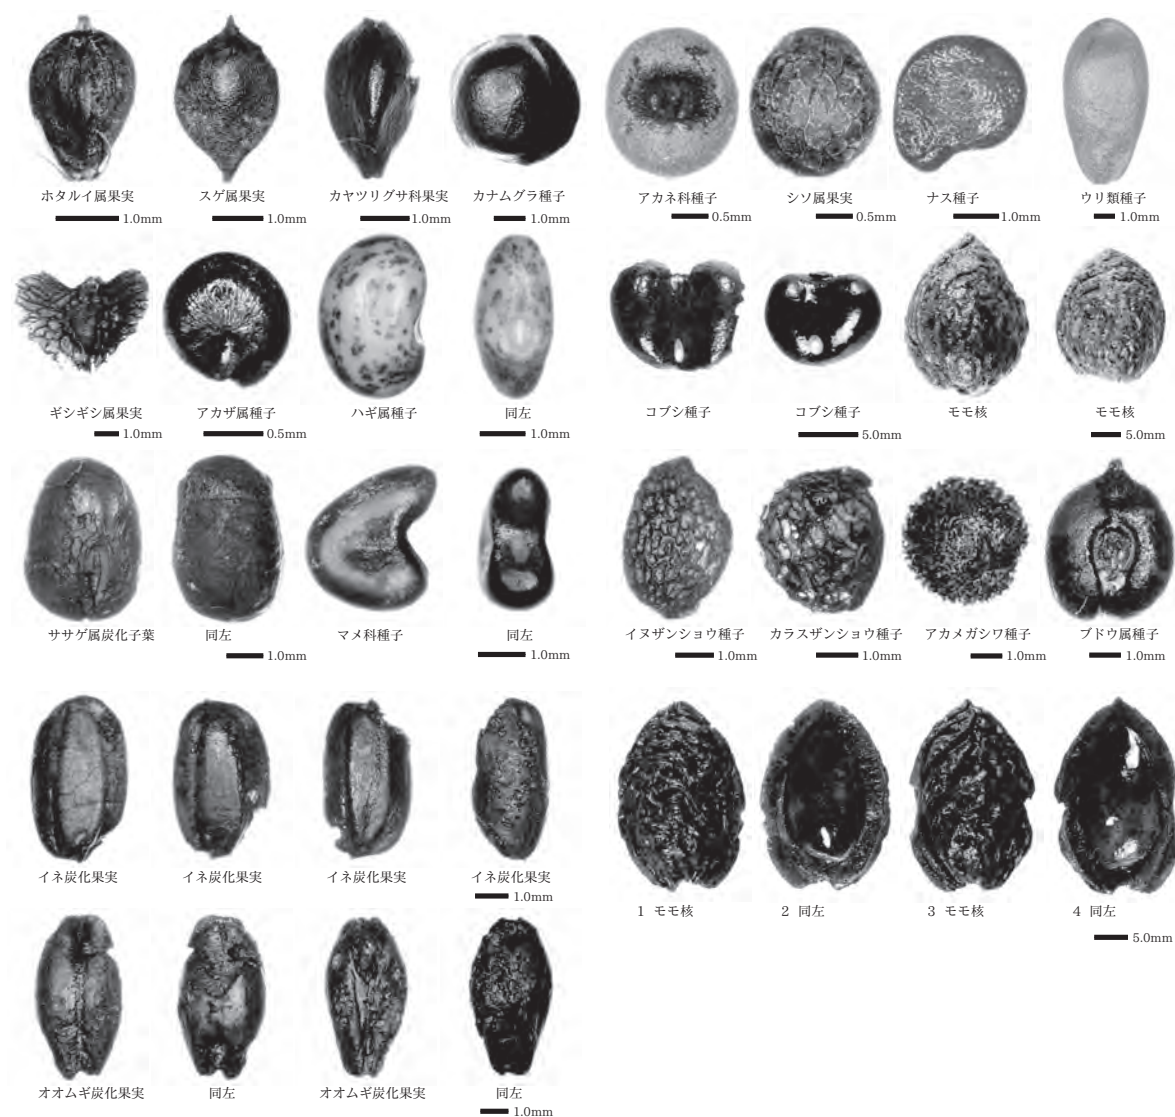 ホタルイ属果実 スゲ属果実 カヤツリグサ科果実 カナムグラ種子
1.0mm 1.0mm 1.0mm 1.0mm
アカネ科種子 シソ属果実 ナス種子 ウリ類種子
0.5mm 0.5mm 1.0mm 1.0mm
ギシギシ属果実 アカザ属種子 ハギ属種子 同左
1.0mm 0.5mm 1.0mm
コブシ種子 コブシ種子 モモ核 モモ核
5.0mm 5.0mm
ササゲ属炭化子葉 同左 マメ科種子 同左
1.0mm 1.0mm
イヌザンショウ種子 カラスザンショウ種子 アカメガシワ種子 ブドウ属種子
1.0mm 1.0mm 1.0mm 1.0mm
イネ炭化果実 イネ炭化果実 イネ炭化果実 イネ炭化果実
1.0mm
1 モモ核 2 同左 3 モモ核 4 同左
5.0mm
オオムギ炭化果実 同左 オオムギ炭化果実 同左
1.0mm